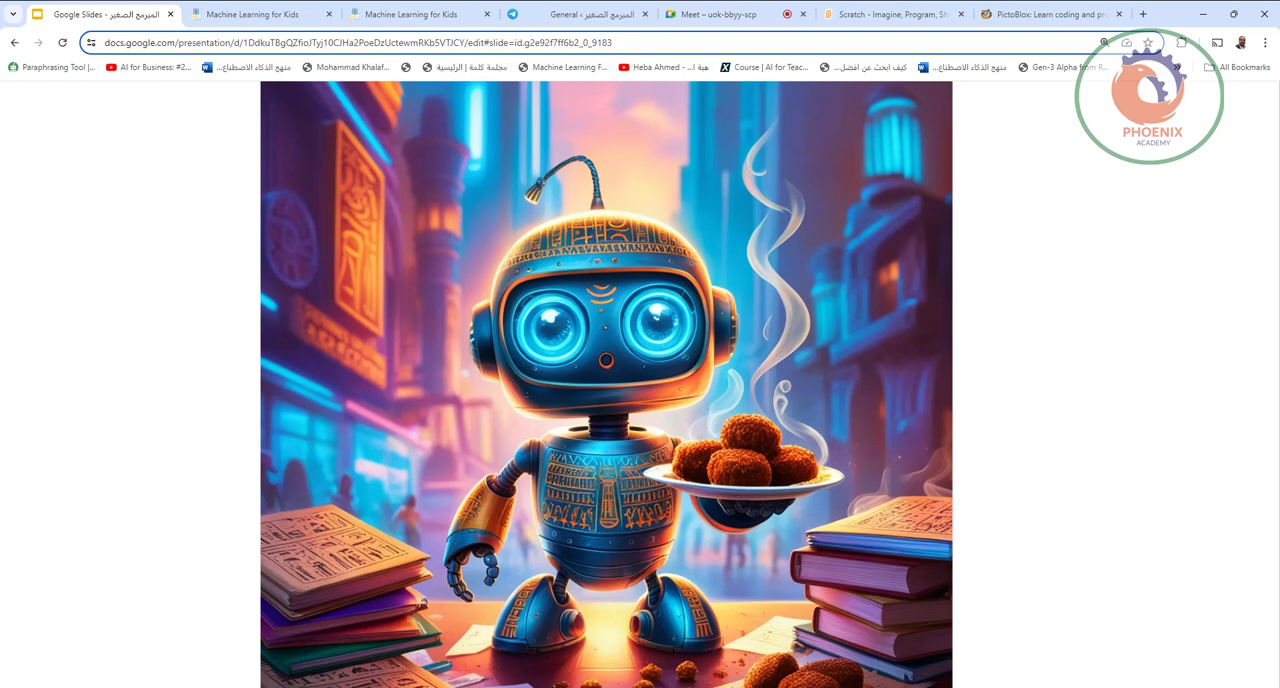 المبرمج الصغير - Google Slides
Machine Learning for Kids
Machine Learning for Kids
المبرمج الصغير › General
Meet – uok-bbyy-scp
Scratch - Imagine, Program, Sh
PictoBlox: Learn coding and pr
docs.google.com/presentation/d/1DdkuTBgQZfioJTyj10CJHa2PoeDzUctewmRKb5VTJCY/edit#slide=id.g2e92f7ff6b2_0_9183
Paraphrasing Tool |...
AI for Business: #2...
منهج الذكاء الاصطناع...
Mohammad Khalaf...
مجلة كلمة | الرئيسية
Machine Learning F...
Heba Ahmed - هبة ا...
Course | AI for Teac...
كيف ابحث عن افضل...
منهج الذكاء الاصطناع...
Gen-3 Alpha from R...
All Bookmarks
PHOENIX
ACADEMY